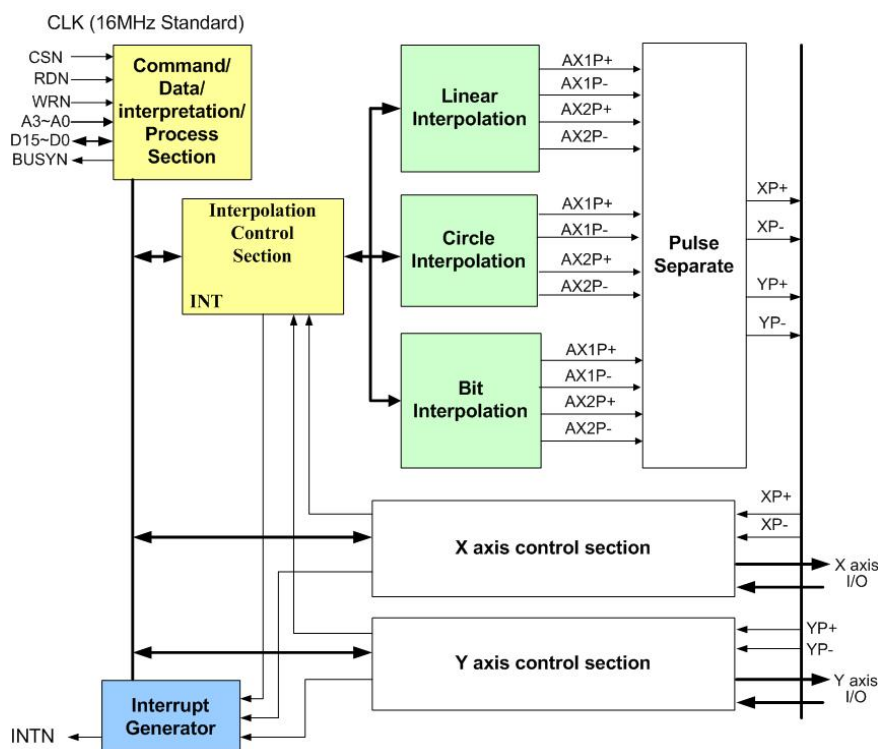 CLK (16MHz Standard)
CSN
RDN
WRN
A3~A0
D15~D0
BUSYN
Command/
Data/
interpretation/
Process
Section
Interpolation
Control
Section
INT
Linear
Interpolation
AX1P+
AX1P-
AX2P+
AX2P-
Circle
Interpolation
AX1P+
AX1P-
AX2P+
AX2P-
Bit
Interpolation
AX1P+
AX1P-
AX2P+
AX2P-
Pulse
Separate
XP+
XP-
YP+
YP-
X axis control section
XP+
XP-
X axis
I/O
Y axis control section
YP+
YP-
Y axis
I/O
Interrupt
Generator
INTN